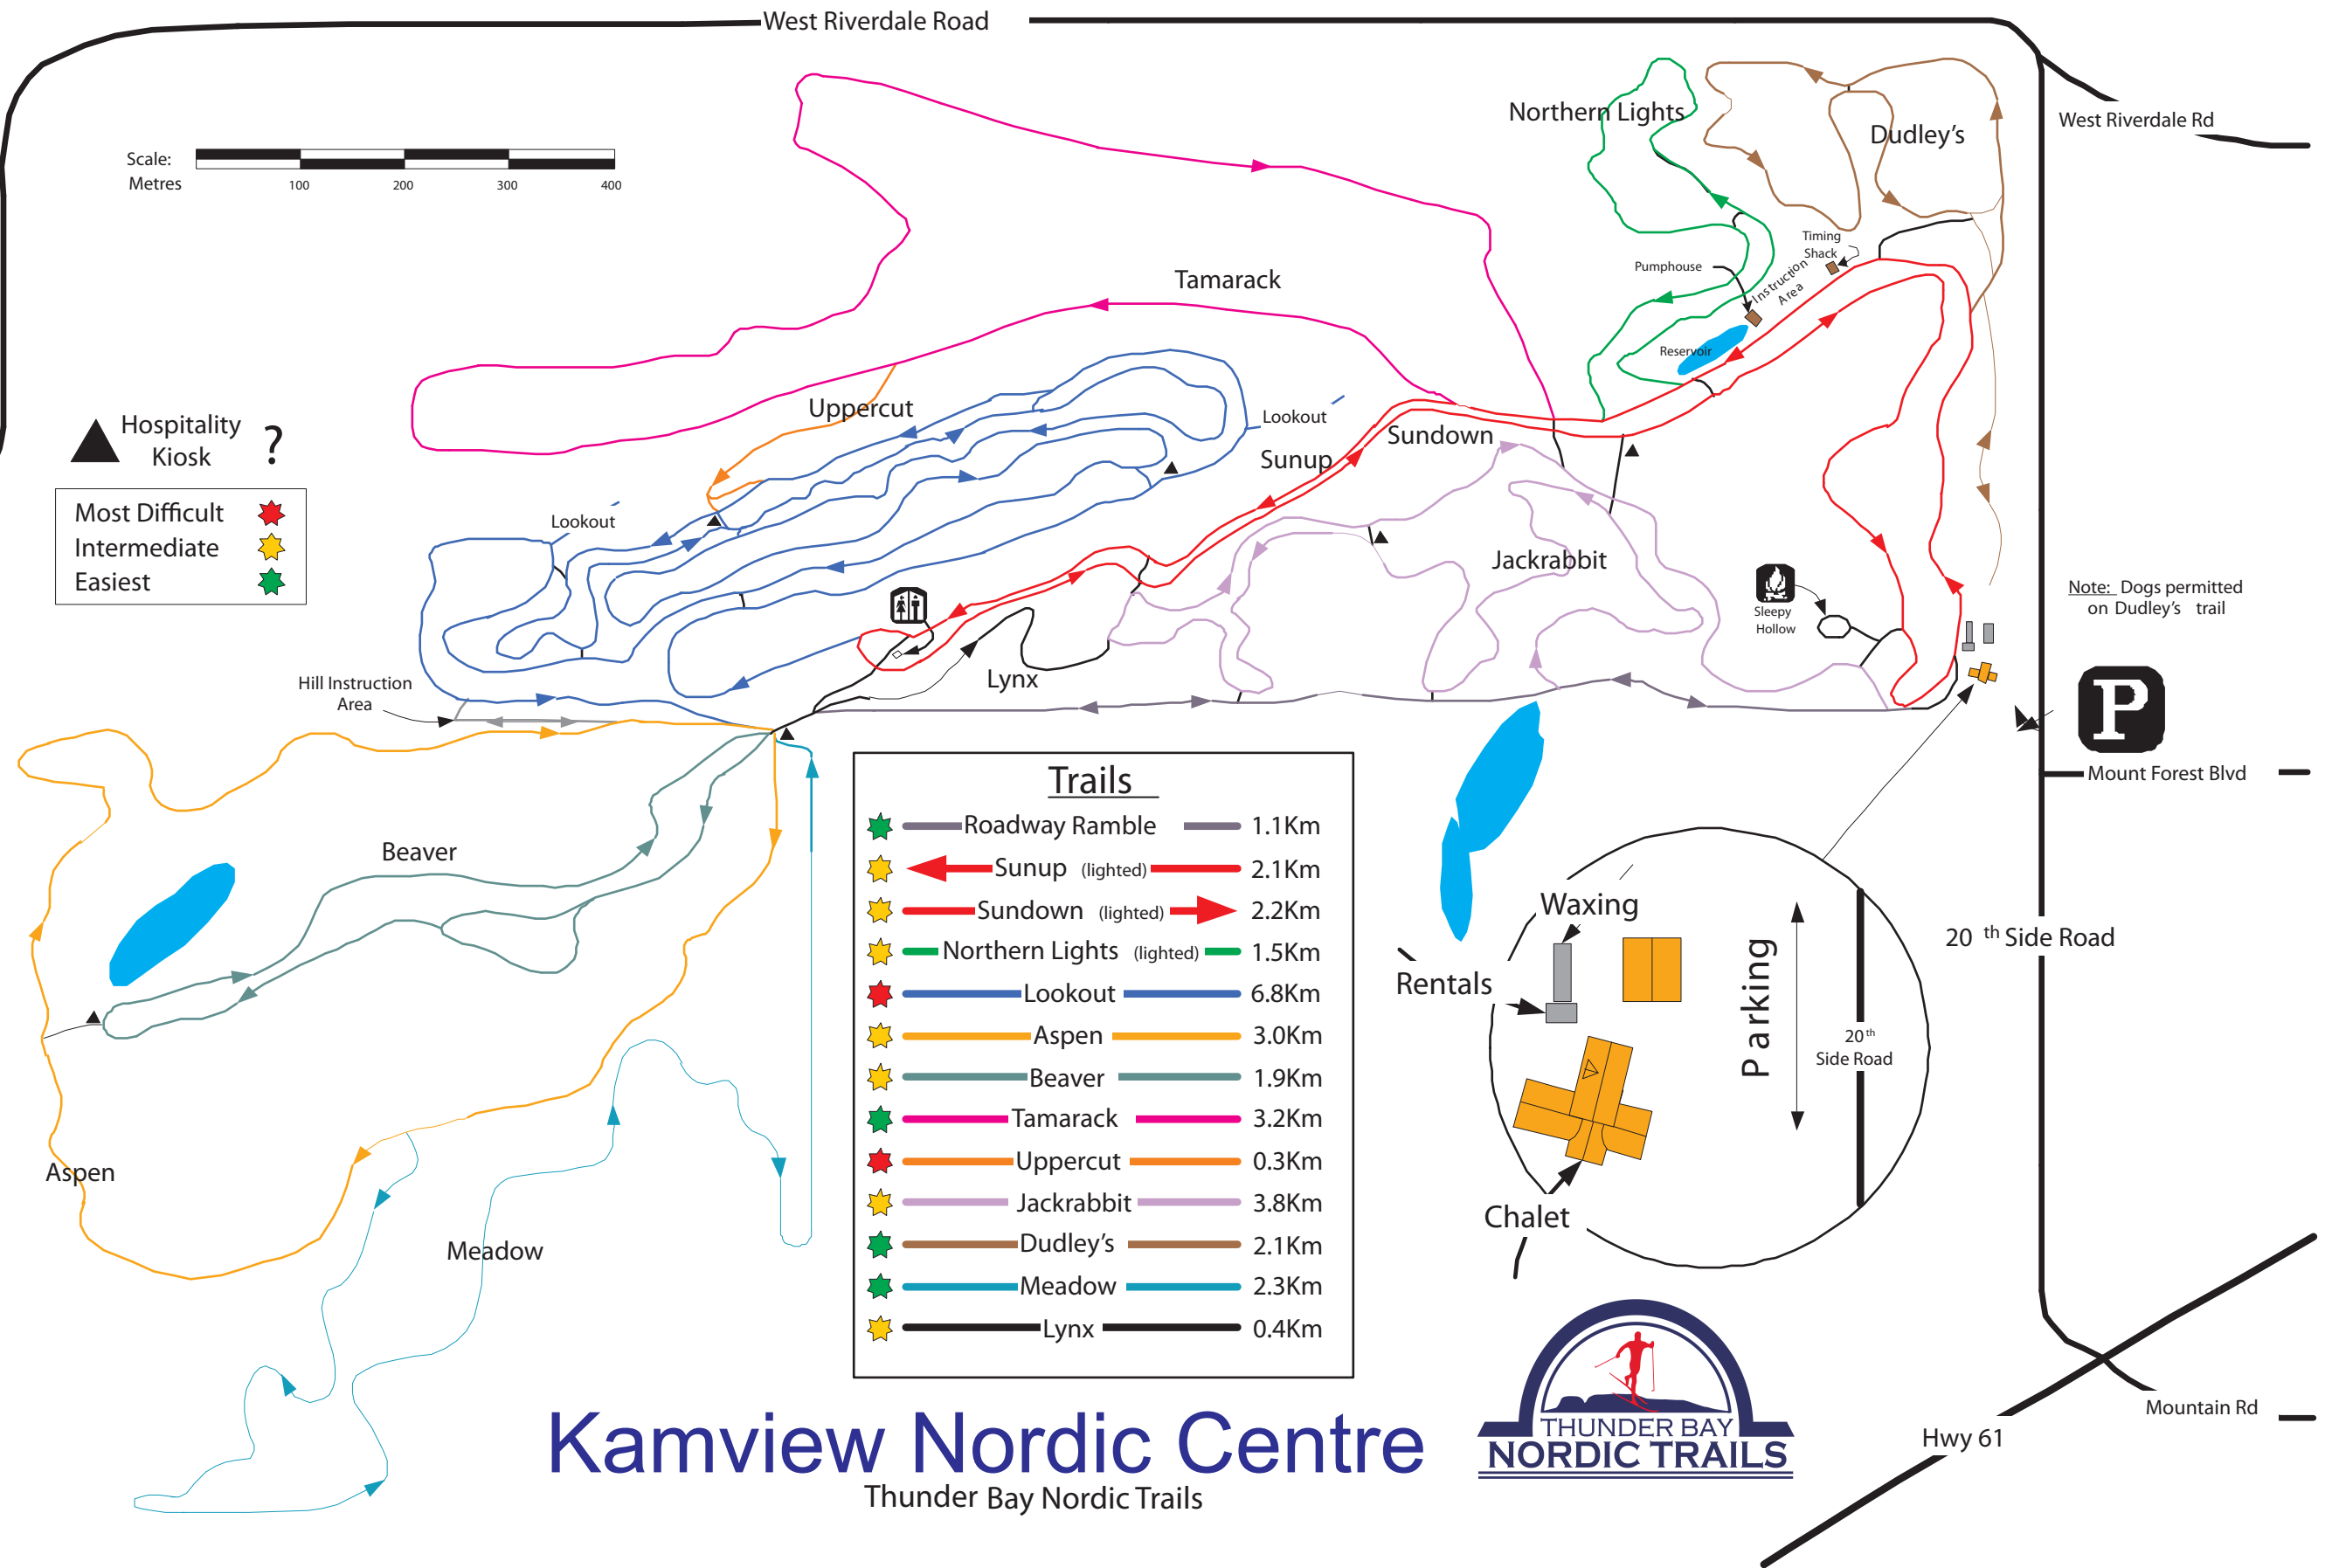 West Riverdale Road
West Riverdale Rd
Northern Lights
Dudley's
Scale:
Metres
100 200 300 400
Timing
Shack
Pumphouse
Instruction
Area
Tamarack
Reservoir
Uppercut
Lookout
Sundown
Sunup
Hospitality
Kiosk
?
Most Difficult
Intermediate
Easiest
Lookout
Jackrabbit
Sleepy
Hollow
Note: Dogs permitted
on Dudley's trail
Lynx
Hill Instruction
Area
P
Mount Forest Blvd
Beaver
Aspen
Meadow
Trails
Roadway Ramble 1.1Km
Sunup (lighted) 2.1Km
Sundown (lighted) 2.2Km
Northern Lights (lighted) 1.5Km
Lookout 6.8Km
Aspen 3.0Km
Beaver 1.9Km
Tamarack 3.2Km
Uppercut 0.3Km
Jackrabbit 3.8Km
Dudley's 2.1Km
Meadow 2.3Km
Lynx 0.4Km
Waxing
Rentals
Parking
20th
Side Road
Chalet
20 th Side Road
Mountain Rd
Hwy 61
Kamview Nordic Centre
Thunder Bay Nordic Trails
THUNDER BAY
NORDIC TRAILS